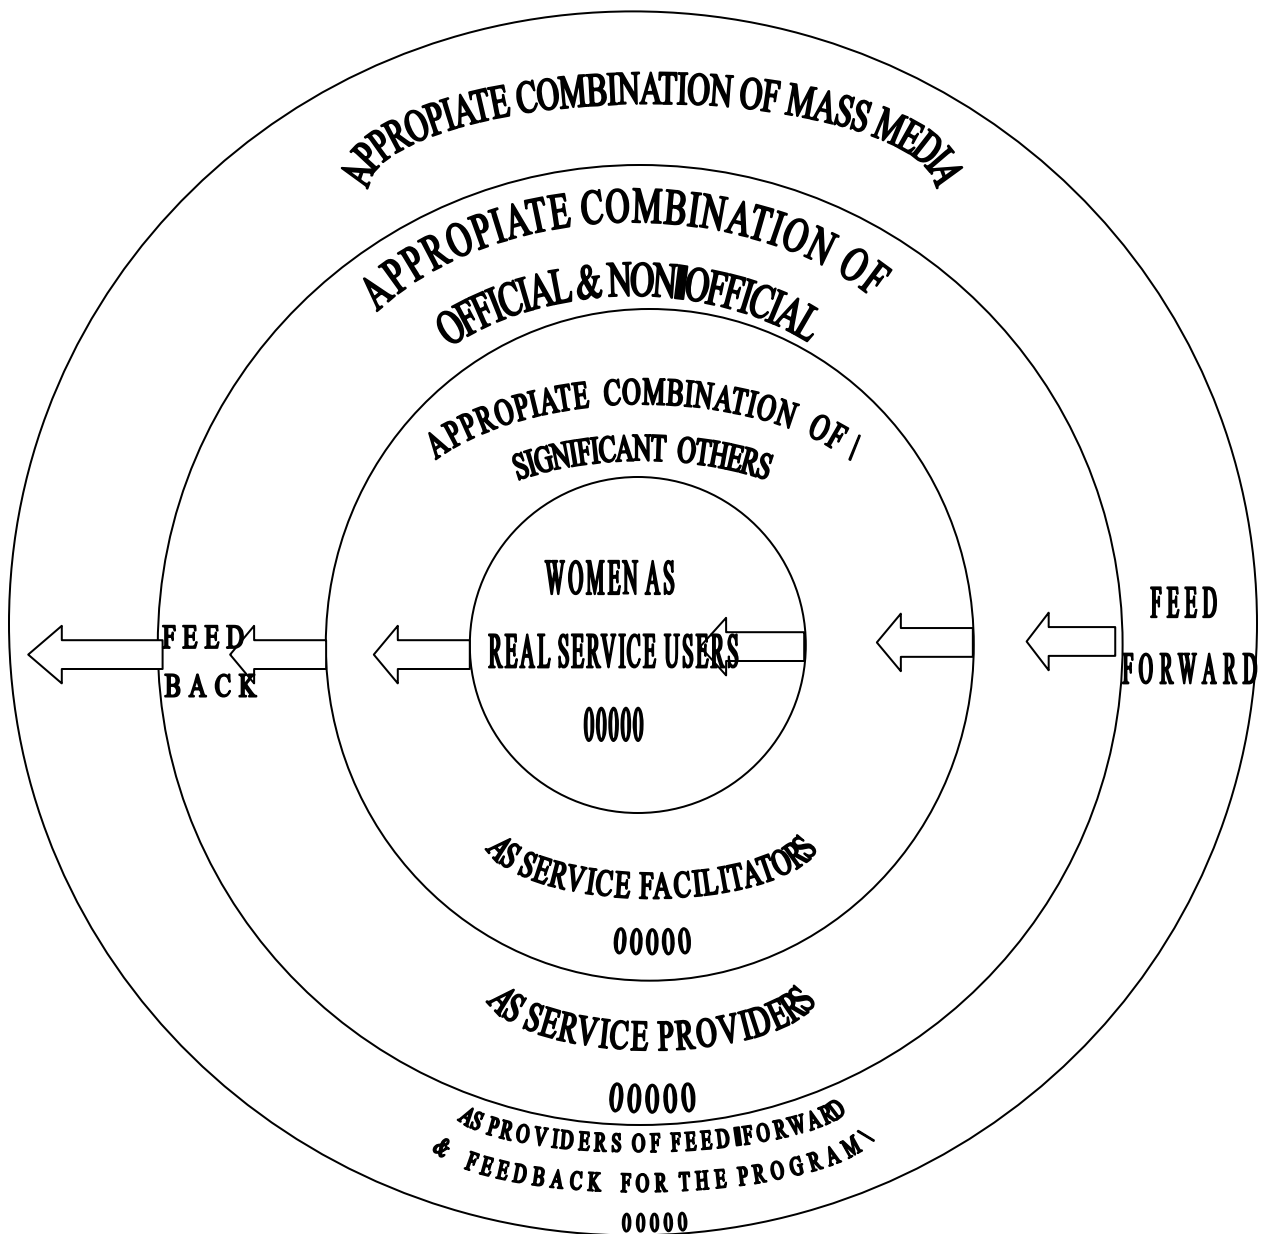 APPROPIATE COMBINATION OF MASS MEDIA
APPROPIATE COMBINATION OF
OFFICIAL & NON OFFICIAL
APPROPIATE COMBINATION OF \
SIGNIFICANT OTHERS
WOMEN AS
REAL SERVICE USERS
00000
FEED
BACK
FEED
FORWARD
AS SERVICE FACILITATORS
00000
AS SERVICE PROVIDERS
00000
AS PROVIDERS OF FEED FORWARD
& FEEDBACK FOR THE PROGRAM \
00000